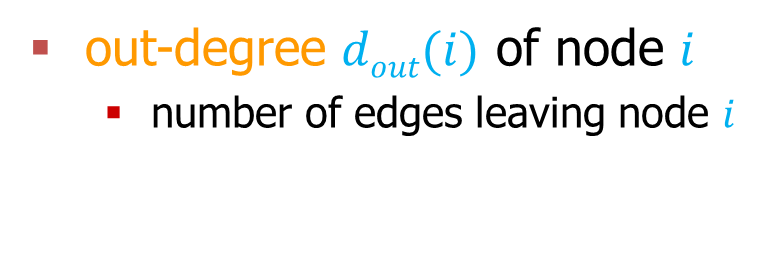 ▪ out-degree d_out(i) of node i
▪ number of edges leaving node i